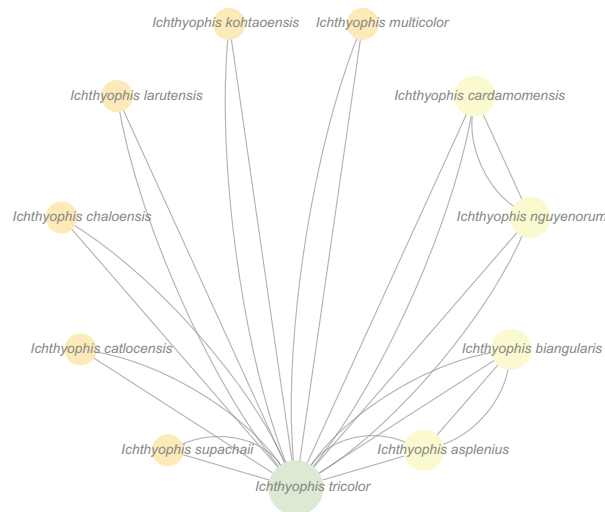 Ichthyophis kohtaoensis
Ichthyophis multicolor
Ichthyophis larutensis
Ichthyophis cardamomensis
Ichthyophis chaloensis
Ichthyophis nguyenorum
Ichthyophis catlocensis
Ichthyophis biangularis
Ichthyophis supachaii
Ichthyophis asplenius
Ichthyophis tricolor